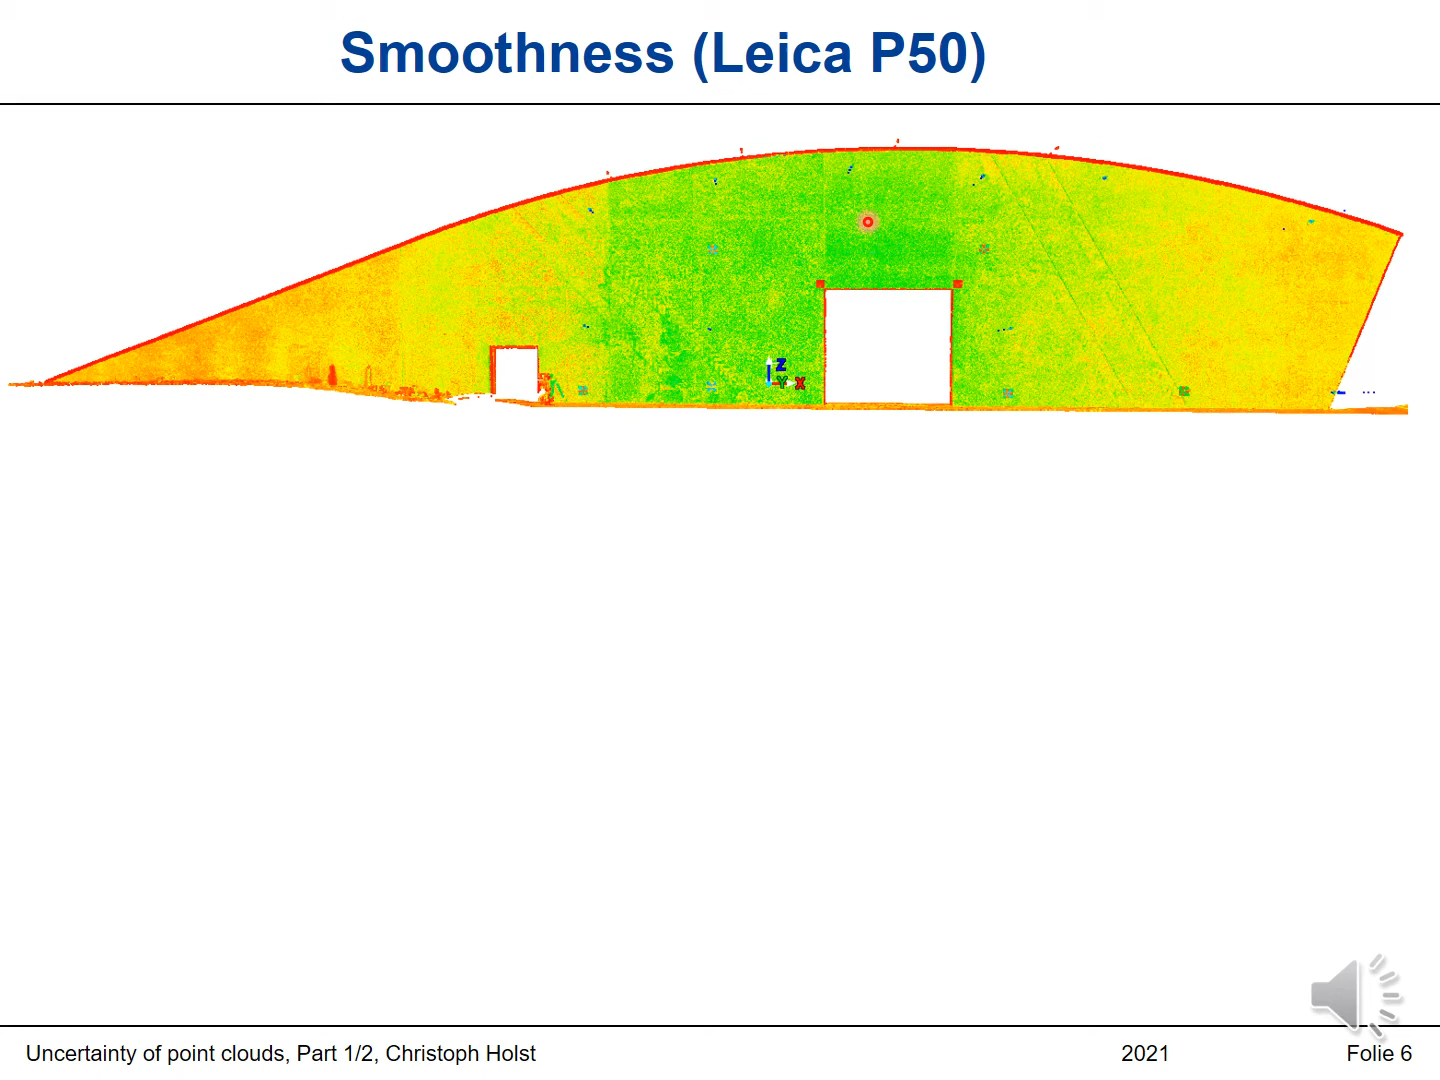 Smoothness (Leica P50)
Z
Y X
Uncertainty of point clouds, Part 1/2, Christoph Holst
2021
Folie 6